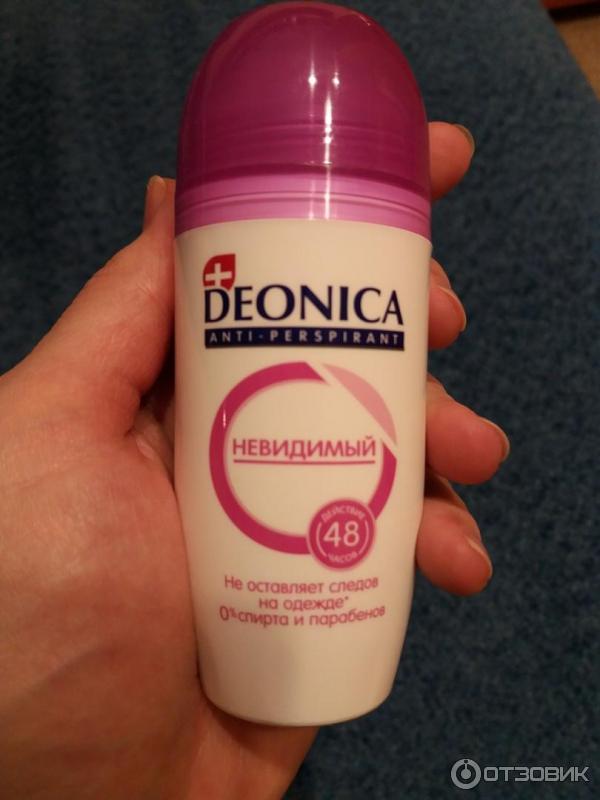 DEONICA
ANTI-PERSPIRANT
НЕВИДИМЫЙ
ДЕЙСТВИЕ
48
ЧАСОВ
Не оставляет следов
на одежде*
0% спирта и парабенов
ОТЗОВИК